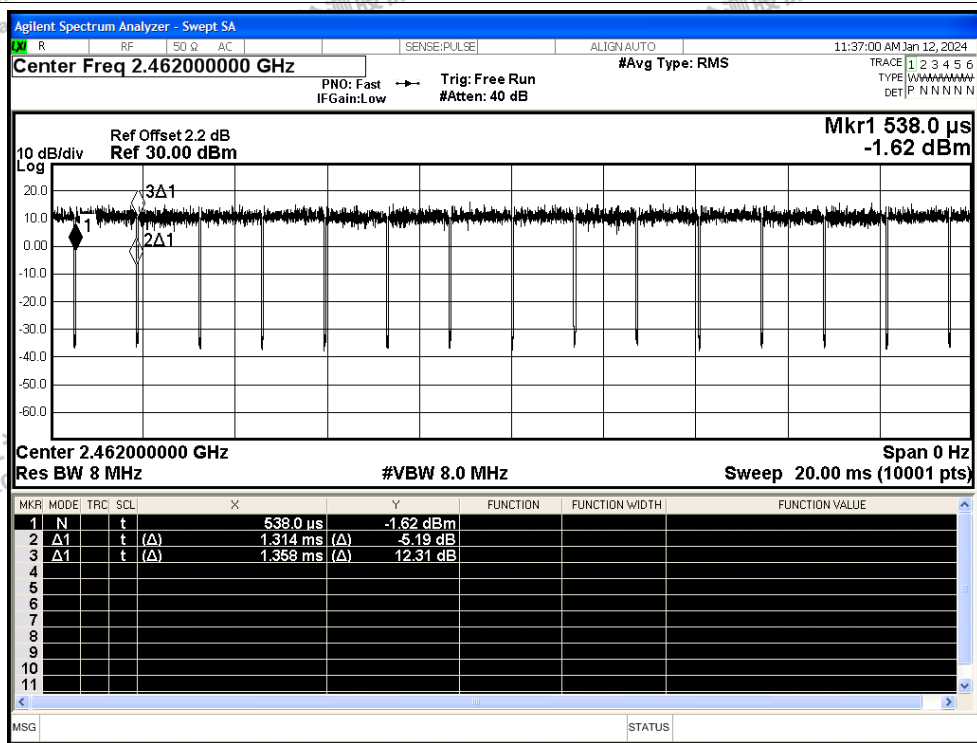 Agilent Spectrum Analyzer - Swept SA
R RF 50 Ω AC SENSE:PULSE ALIGN AUTO 11:37:00 AM Jan 12, 2024
Center Freq 2.462000000 GHz #Avg Type: RMS TRACE 1 2 3 4 5 6
PNO: Fast Trig: Free Run TYPE
IFGain:Low #Atten: 40 dB DET P N N N N N
Mkr1 538.0 µs
-1.62 dBm
Ref Offset 2.2 dB
10 dB/div Ref 30.00 dBm
Log
20.0
10.0
0.00
-10.0
-20.0
-30.0
-40.0
-50.0
-60.0
3Δ1
1
2Δ1
Center 2.462000000 GHz Span 0 Hz
Res BW 8 MHz #VBW 8.0 MHz Sweep 20.00 ms (10001 pts)
MKR MODE TRC SCL X Y FUNCTION FUNCTION WIDTH FUNCTION VALUE
1 N t 538.0 µs -1.62 dBm
2 Δ1 t (Δ) 1.314 ms (Δ) -5.19 dB
3 Δ1 t (Δ) 1.358 ms (Δ) 12.31 dB
4
5
6
7
8
9
10
11
MSG STATUS